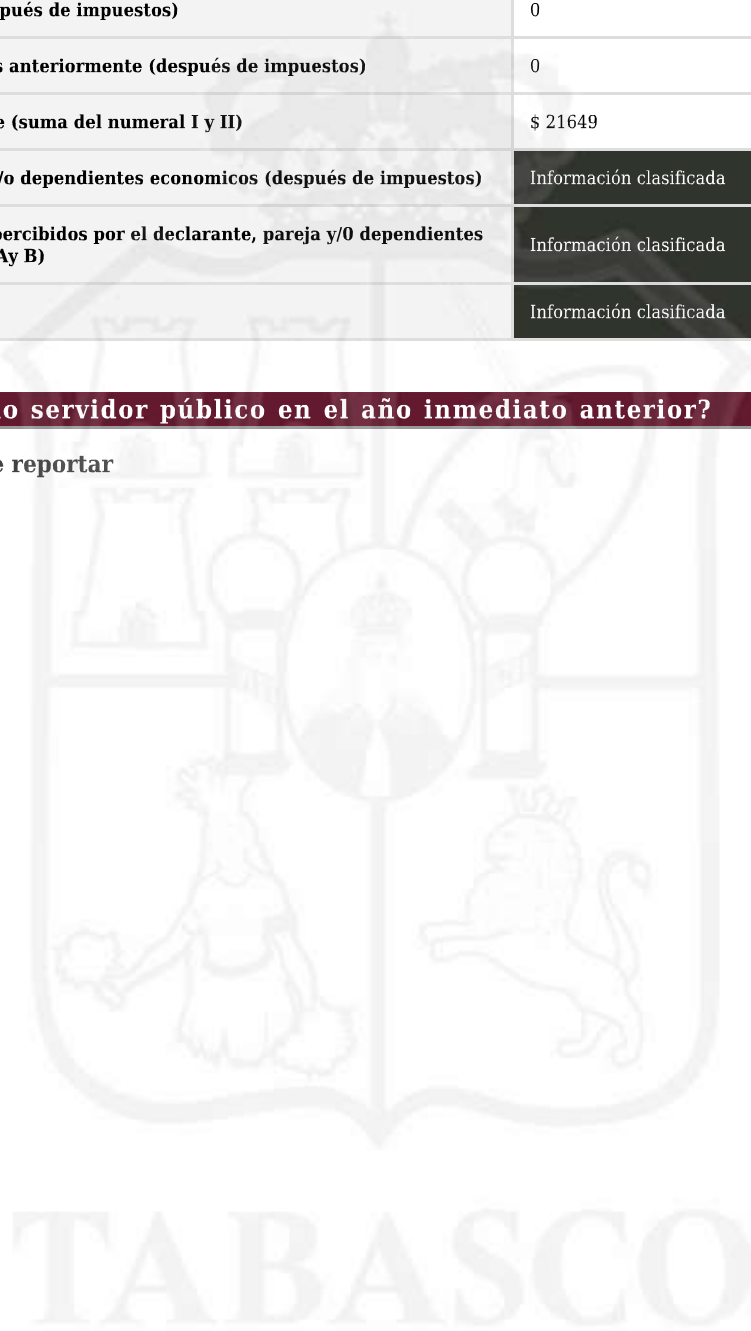 pués de impuestos) 0
s anteriormente (después de impuestos) 0
e (suma del numeral I y II) $ 21649
/o dependientes economicos (después de impuestos) Información clasificada
ercibidos por el declarante, pareja y/0 dependientes Información clasificada
Ay B)
Información clasificada
o servidor público en el año inmediato anterior?
e reportar
TABASCO